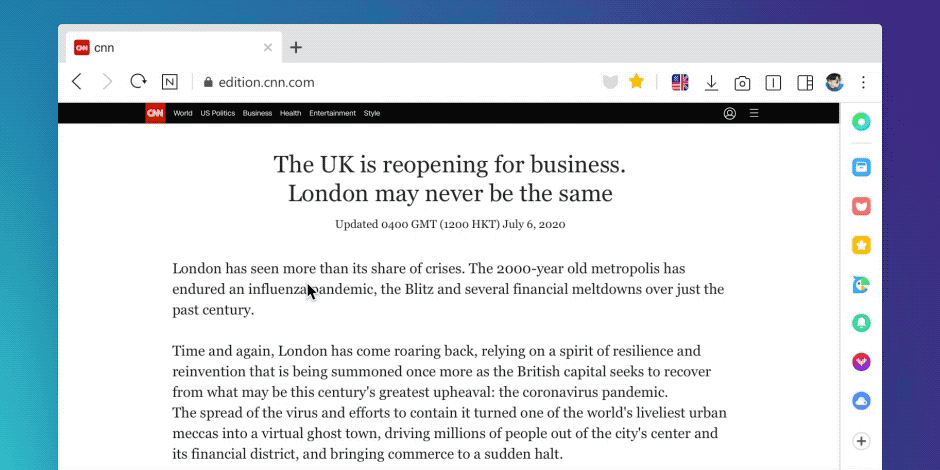 CNN cnn
N edition.cnn.com
CNN World US Politics Business Health Entertainment Style
The UK is reopening for business.
London may never be the same
Updated 0400 GMT (1200 HKT) July 6, 2020
London has seen more than its share of crises. The 2000-year old metropolis has
endured an influenza pandemic, the Blitz and several financial meltdowns over just the
past century.
Time and again, London has come roaring back, relying on a spirit of resilience and
reinvention that is being summoned once more as the British capital seeks to recover
from what may be this century's greatest upheaval: the coronavirus pandemic.
The spread of the virus and efforts to contain it turned one of the world's liveliest urban
meccas into a virtual ghost town, driving millions of people out of the city's center and
its financial district, and bringing commerce to a sudden halt.